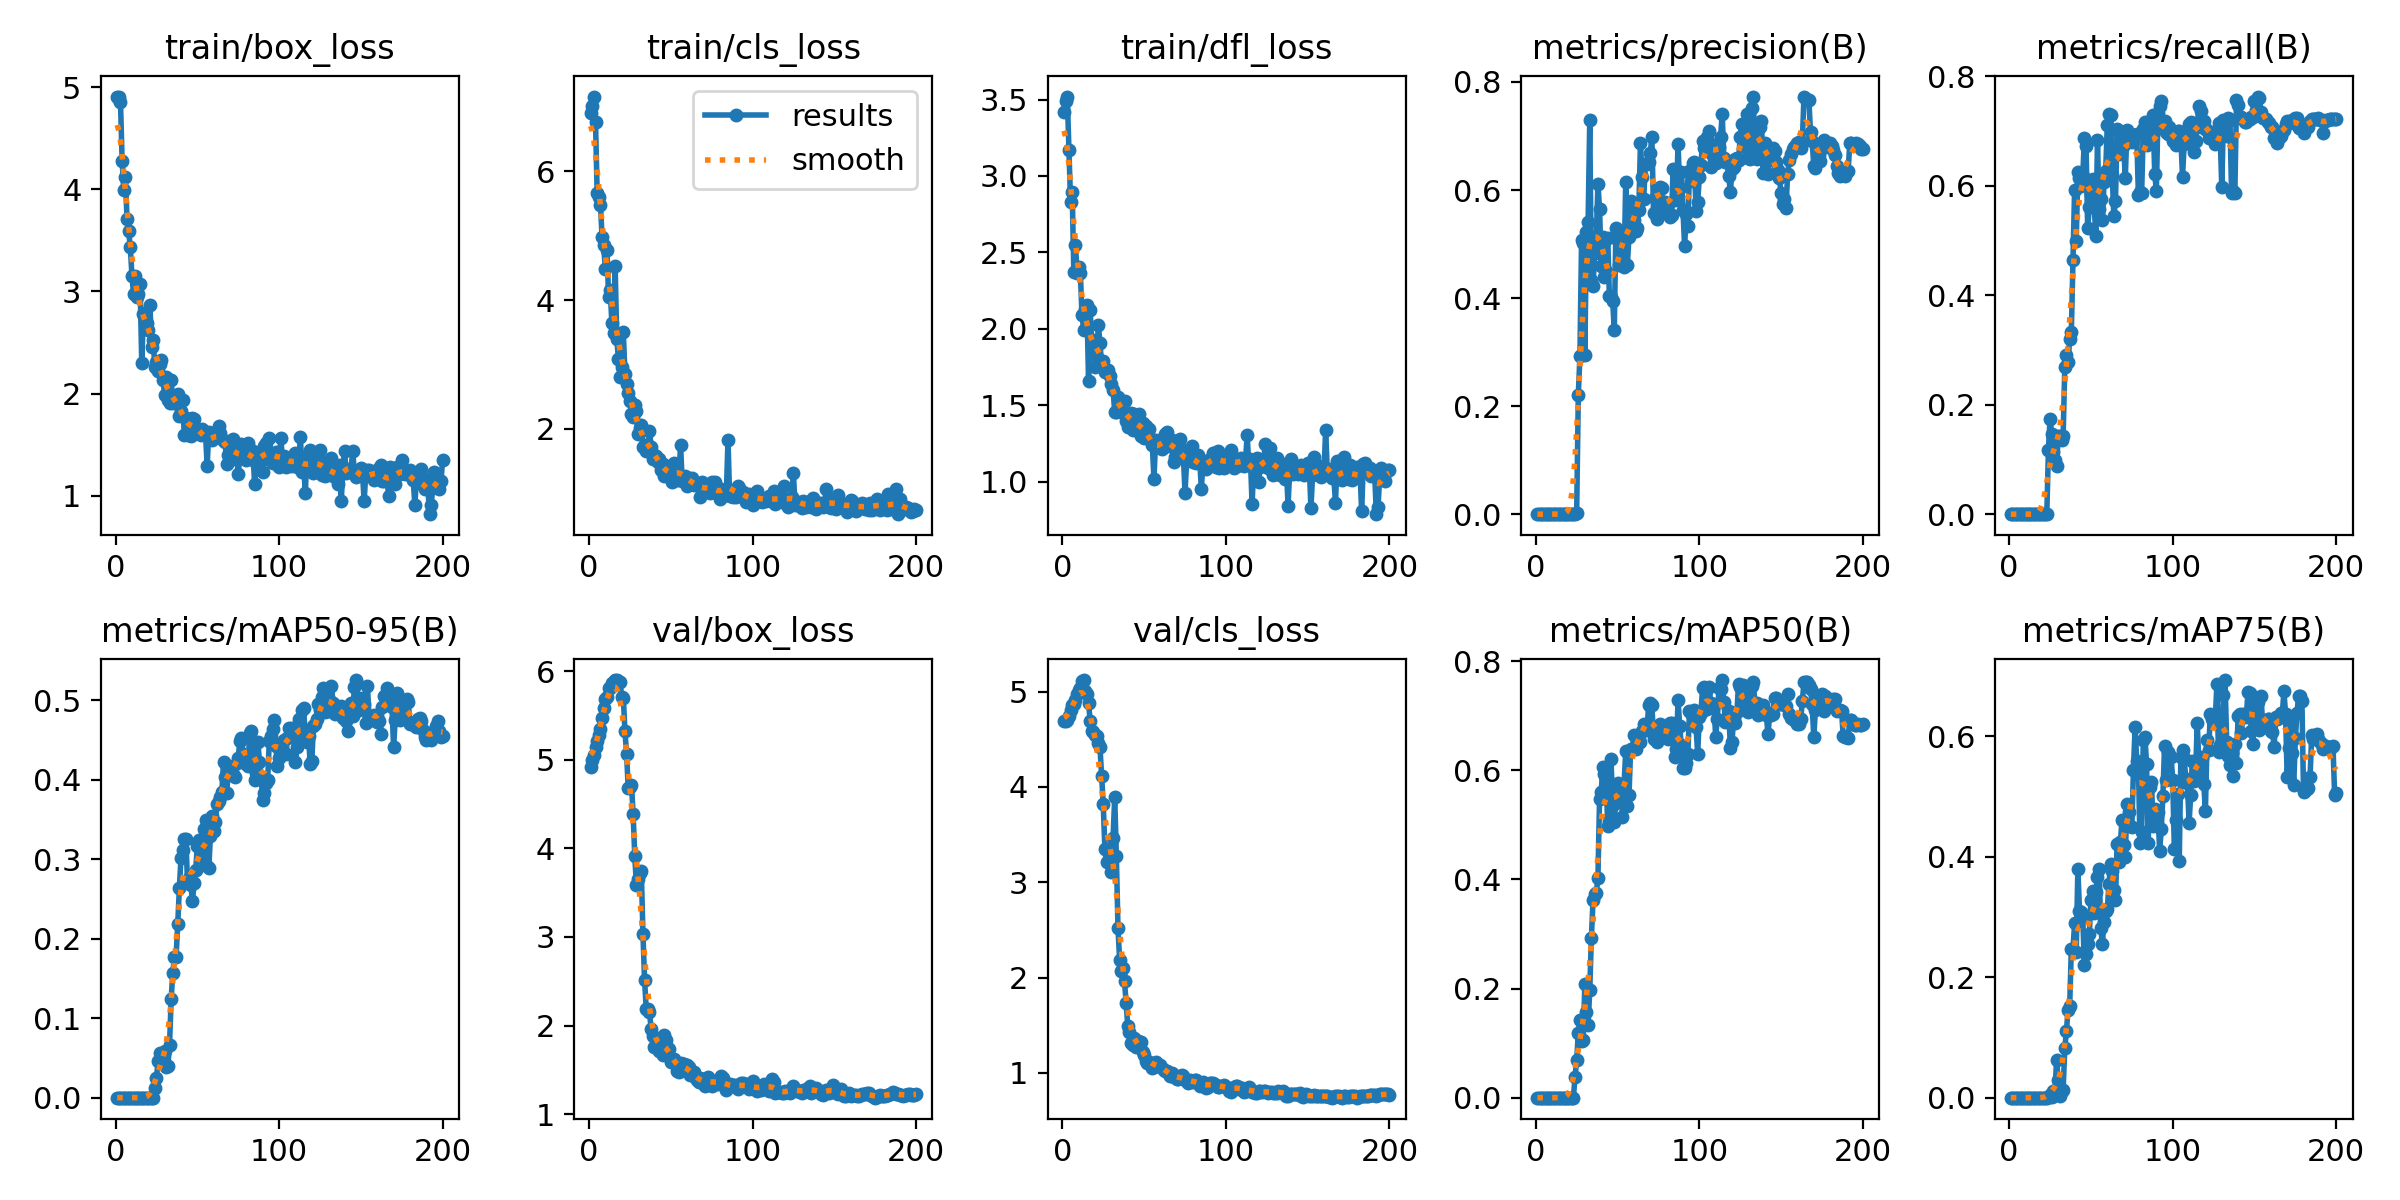 train/box_loss
5
4
3
2
1
0 100 200
train/cls_loss
results
smooth
6
4
2
0 100 200
train/dfl_loss
3.5
3.0
2.5
2.0
1.5
1.0
0 100 200
metrics/precision(B)
0.8
0.6
0.4
0.2
0.0
0 100 200
metrics/recall(B)
0.8
0.6
0.4
0.2
0.0
0 100 200
metrics/mAP50-95(B)
0.5
0.4
0.3
0.2
0.1
0.0
0 100 200
val/box_loss
6
5
4
3
2
1
0 100 200
val/cls_loss
5
4
3
2
1
0 100 200
metrics/mAP50(B)
0.8
0.6
0.4
0.2
0.0
0 100 200
metrics/mAP75(B)
0.6
0.4
0.2
0.0
0 100 200